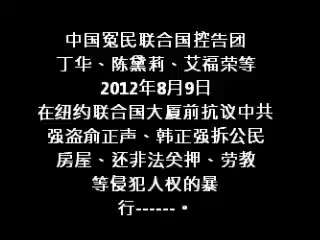 中国冤民联合国控告团
丁华、陈黛莉、艾福荣等
2012年8月9日
在纽约联合国大厦前抗议中共
强盗俞正声、韩正强拆公民
房屋、还非法关押、劳教
等侵犯人权的暴
行------。